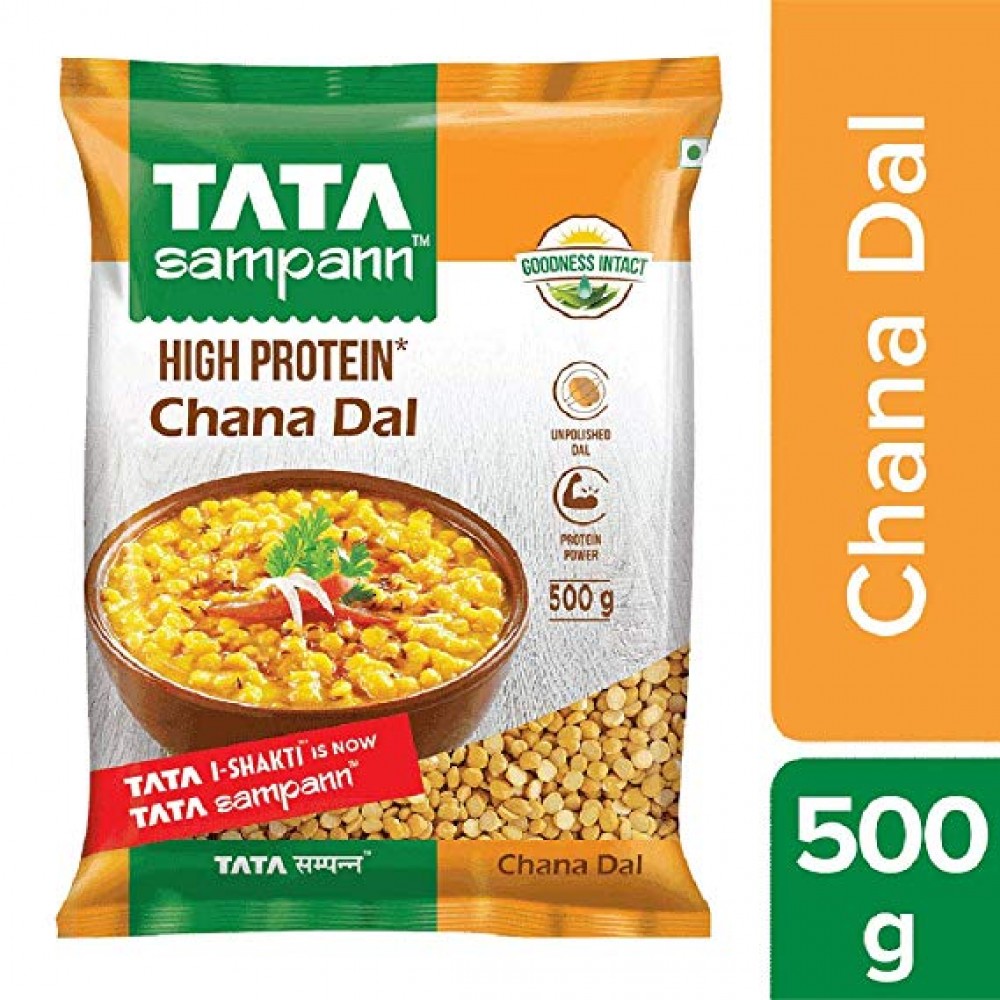 TATA
sampann™
HIGH PROTEIN*
Chana Dal
GOODNESS INTACT
UNPOLISHED
DAL
PROTEIN
POWER
500 g
TATA I-SHAKTI™ IS NOW
TATA sampann™
TATA सम्पन्न™
Chana Dal
Chana Dal
500
g